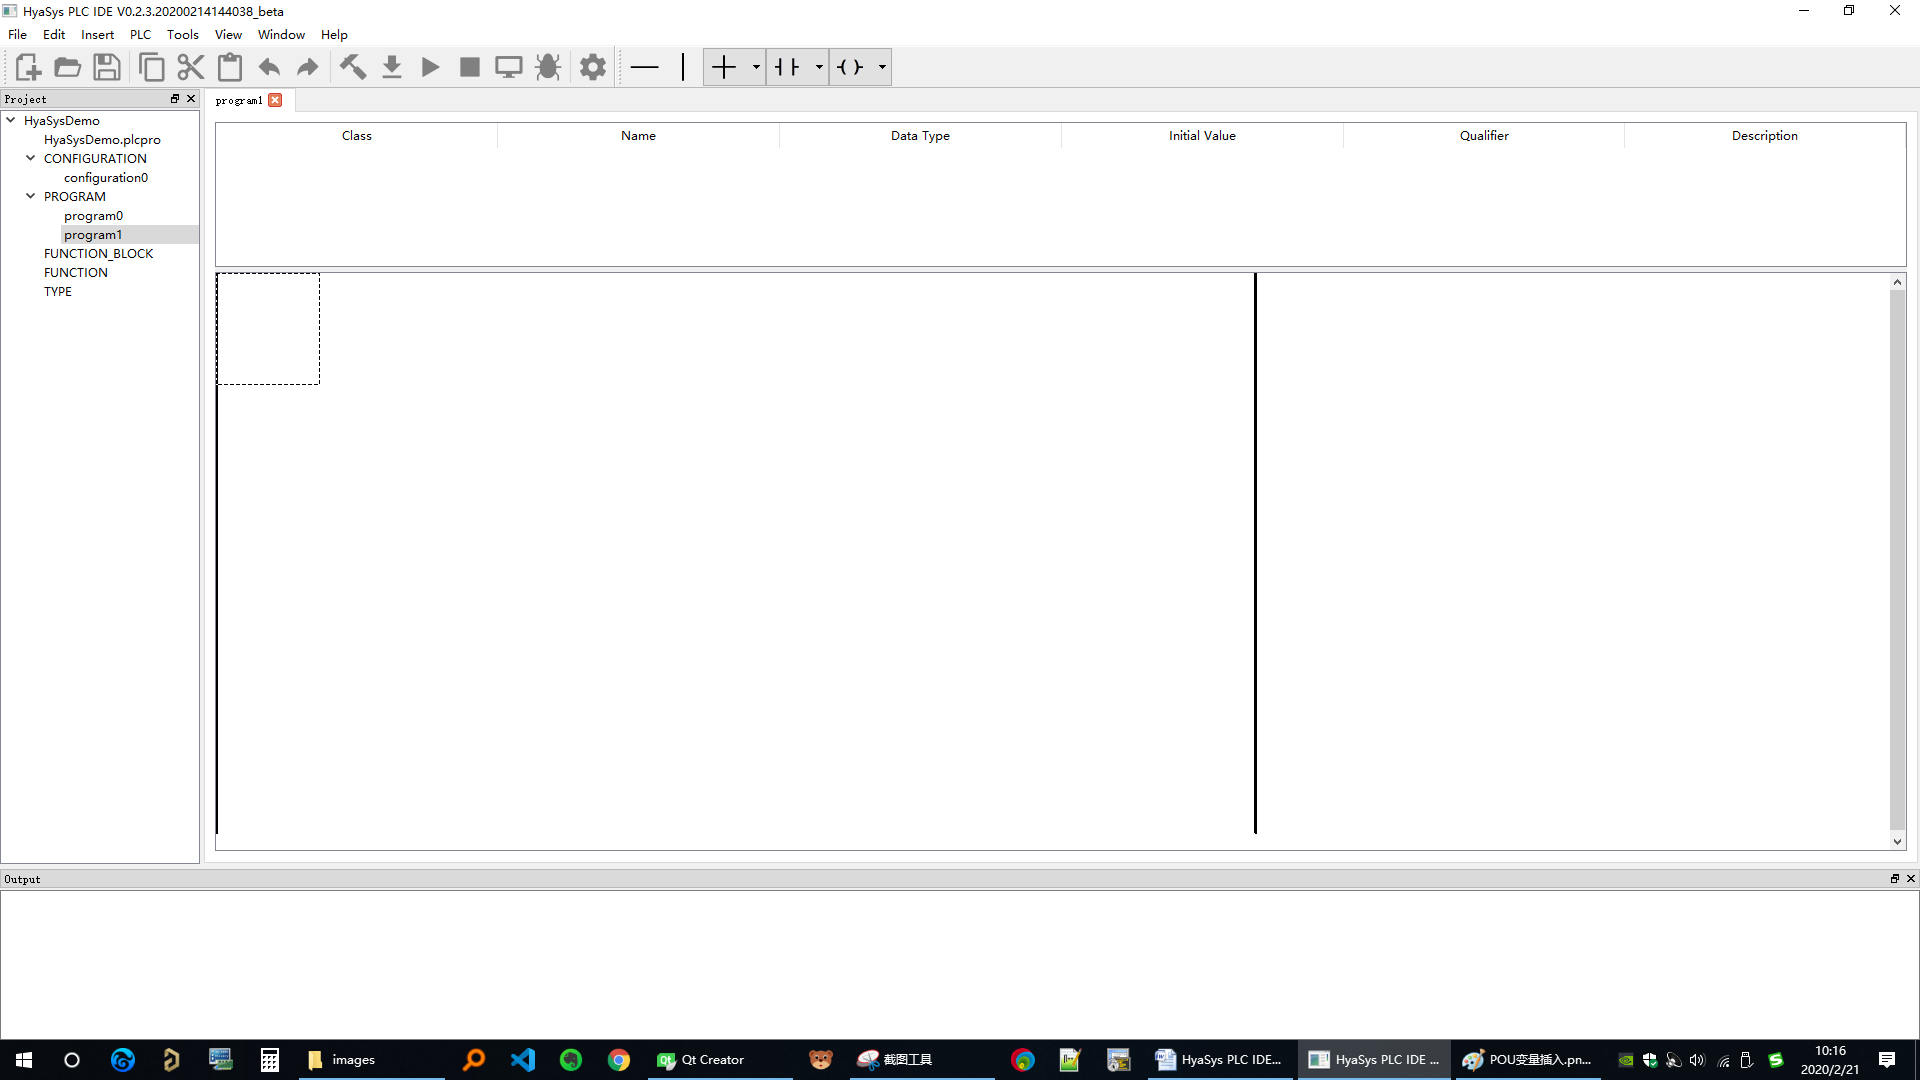 HyaSys PLC IDE V0.2.3.20200214144038_beta
File Edit Insert PLC Tools View Window Help
Project
HyaSysDemo
HyaSysDemo.plcpro
CONFIGURATION
configuration0
PROGRAM
program0
program1
FUNCTION_BLOCK
FUNCTION
TYPE
program1
Class Name Data Type Initial Value Qualifier Description
Output
images
Qt Creator
截图工具
HyaSys PLC IDE...
HyaSys PLC IDE ...
POU变量插入.pn...
10:16
2020/2/21